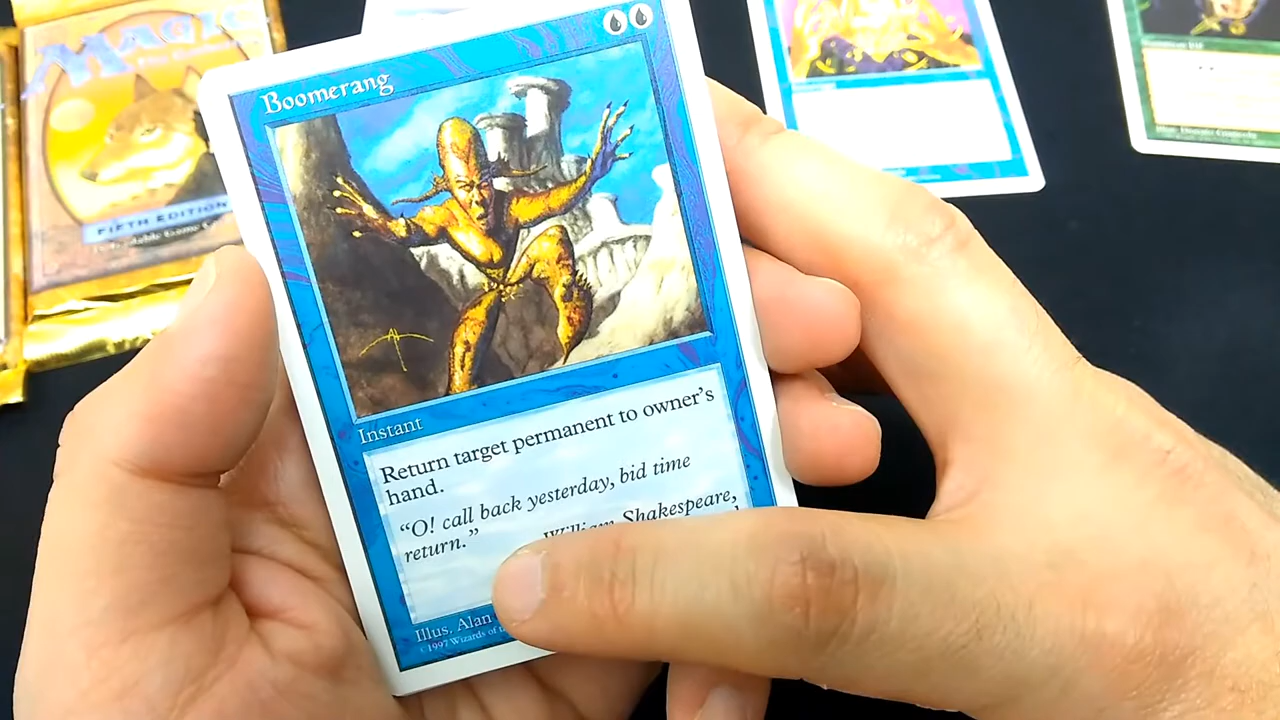 Magic
FIFTH EDITION
Boomerang
Instant
Return target permanent to owner's
hand.
"O! call back yesterday, bid time
return."
William Shakespeare,
Illus. Alan
©1997 Wizards of